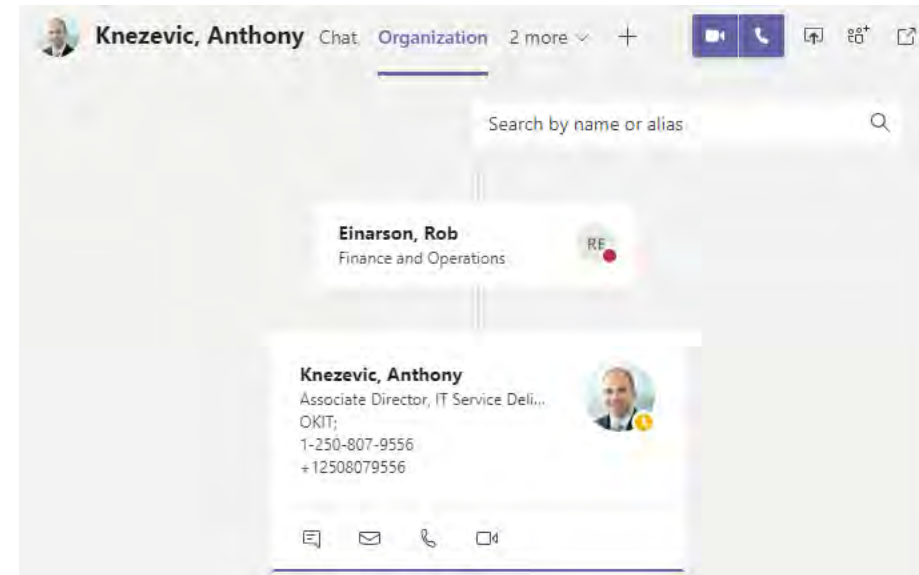 Knezevic, Anthony Chat Organization 2 more
Search by name or alias
Einarson, Rob
Finance and Operations
RE
Knezevic, Anthony
Associate Director, IT Service Deli...
OKIT;
1-250-807-9556
+12508079556